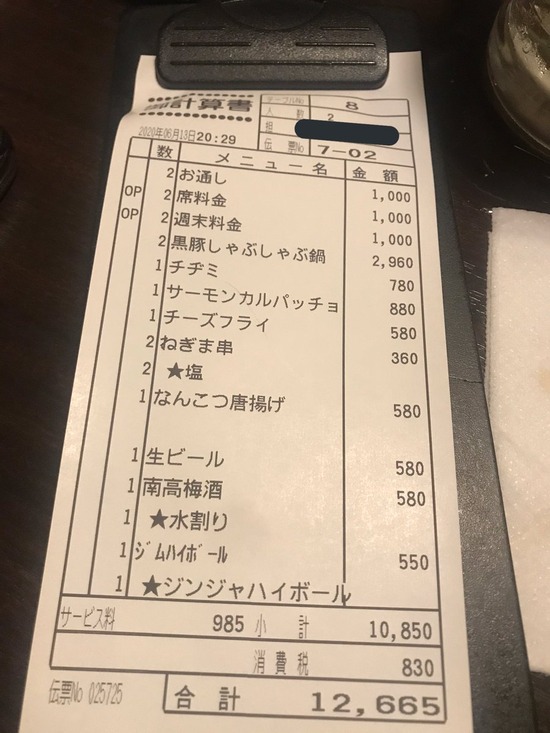 御計算書
テーブルNo 8
人 数 2
担
2020年06月13日20:29
伝票No 7-02
数 メニュー名 金 額
2 お通し 1,000
OP 2 席料金 1,000
OP 2 週末料金 1,000
2 黒豚しゃぶしゃぶ鍋 2,960
1 チヂミ 780
1 サーモンカルパッチョ 880
1 チーズフライ 580
2 ねぎま串 360
2 ★塩
1 なんこつ唐揚げ 580
1 生ビール 580
1 南高梅酒 580
1 ★水割り
1 ジムハイボール 550
1 ★ジンジャハイボール
サービス料 985 小 計 10,850
消 費 税 830
伝票No 025725 合 計 12,665